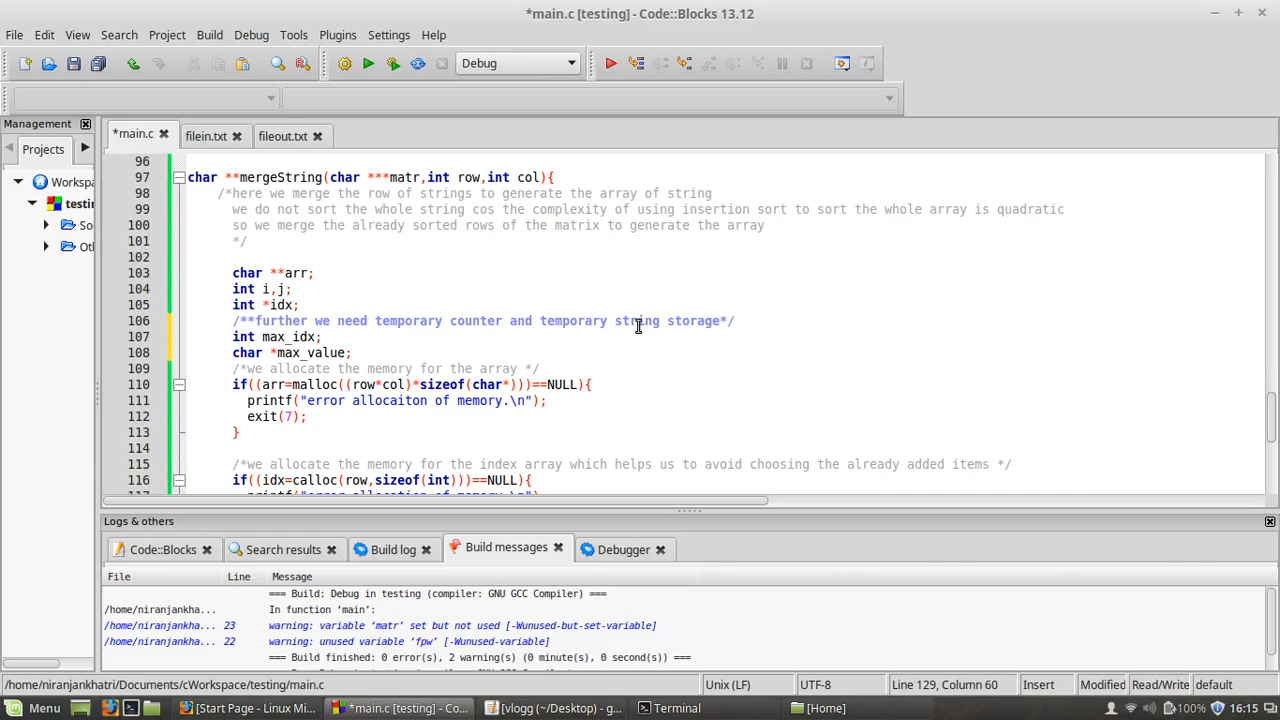 *main.c [testing] - Code::Blocks 13.12
File Edit View Search Project Build Debug Tools Plugins Settings Help
Debug
Management
Projects
Workspa
testin
So
Ot
*main.c filein.txt fileout.txt
96
97 char **mergeString(char ***matr,int row,int col){
98 /*here we merge the row of strings to generate the array of string
99 we do not sort the whole string cos the complexity of using insertion sort to sort the whole array is quadratic
100 so we merge the already sorted rows of the matrix to generate the array
101 */
102
103 char **arr;
104 int i,j;
105 int *idx;
106 /**further we need temporary counter and temporary string storage*/
107 int max_idx;
108 char *max_value;
109 /*we allocate the memory for the array */
110 if((arr=malloc((row*col)*sizeof(char*)))==NULL){
111 printf("error allocaiton of memory.\n");
112 exit(7);
113 }
114
115 /*we allocate the memory for the index array which helps us to avoid choosing the already added items */
116 if((idx=calloc(row,sizeof(int)))==NULL){
117 printf("error allocation of memory.\n")
Logs & others
Code::Blocks Search results Build log Build messages Debugger
File Line Message
=== Build: Debug in testing (compiler: GNU GCC Compiler) ===
/home/niranjankha... In function ‘main’:
/home/niranjankha... 23 warning: variable ‘matr’ set but not used [-Wunused-but-set-variable]
/home/niranjankha... 22 warning: unused variable ‘fpw’ [-Wunused-variable]
=== Build finished: 0 error(s), 2 warning(s) (0 minute(s), 0 second(s)) ===
/home/niranjankhatri/Documents/cWorkspace/testing/main.c Unix (LF) UTF-8 Line 129, Column 60 Insert Modified Read/Write default
Menu [Start Page - Linux Mi... *main.c [testing] - Co... [vlogg (~/Desktop) - g... Terminal [Home] 100% 16:15